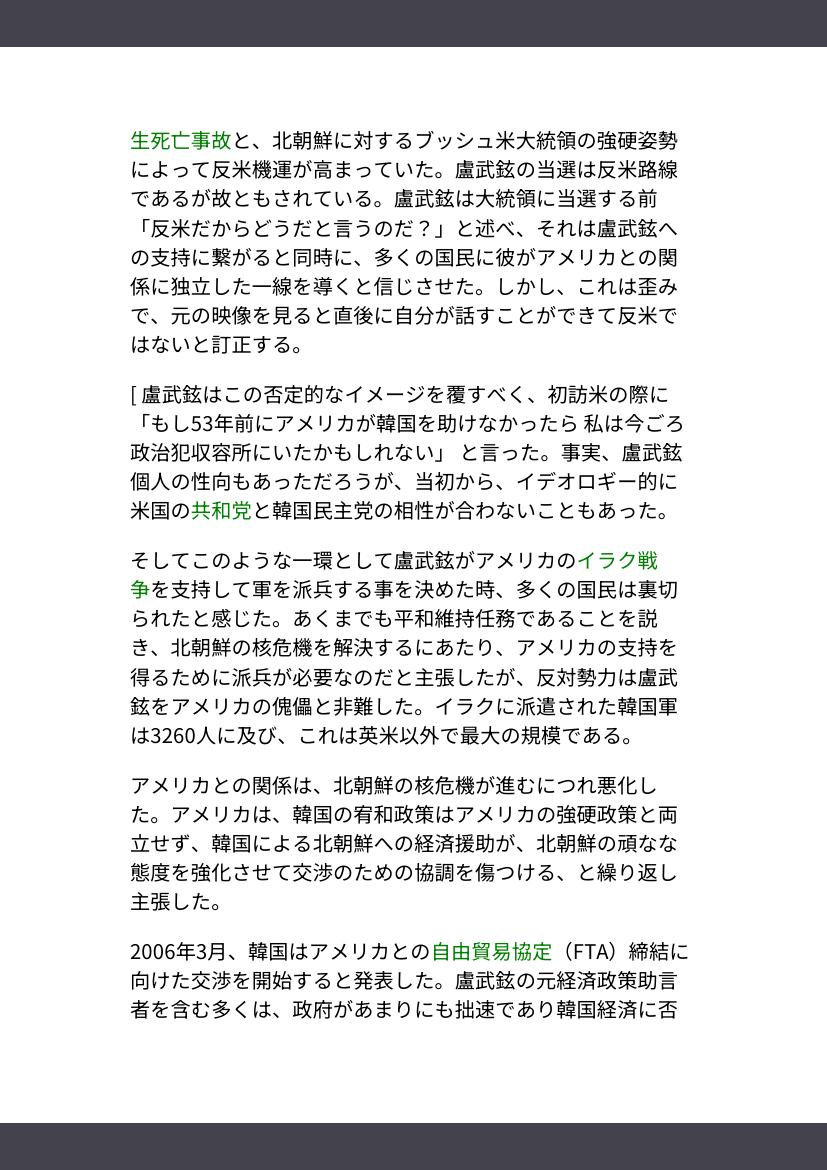 生死亡事故と、北朝鮮に対するブッシュ米大統領の強硬姿勢
によって反米機運が高まっていた。盧武鉉の当選は反米路線
であるが故ともされている。盧武鉉は大統領に当選する前
「反米だからどうだと言うのだ？」と述べ、それは盧武鉉へ
の支持に繋がると同時に、多くの国民に彼がアメリカとの関
係に独立した一線を導くと信じさせた。しかし、これは歪み
で、元の映像を見ると直後に自分が話すことができて反米で
はないと訂正する。
[ 盧武鉉はこの否定的なイメージを覆すべく、初訪米の際に
「もし53年前にアメリカが韓国を助けなかったら 私は今ごろ
政治犯収容所にいたかもしれない」 と言った。事実、盧武鉉
個人の性向もあっただろうが、当初から、イデオロギー的に
米国の共和党と韓国民主党の相性が合わないこともあった。
そしてこのような一環として盧武鉉がアメリカのイラク戦
争を支持して軍を派兵する事を決めた時、多くの国民は裏切
られたと感じた。あくまでも平和維持任務であることを説
き、北朝鮮の核危機を解決するにあたり、アメリカの支持を
得るために派兵が必要なのだと主張したが、反対勢力は盧武
鉉をアメリカの傀儡と非難した。イラクに派遣された韓国軍
は3260人に及び、これは英米以外で最大の規模である。
アメリカとの関係は、北朝鮮の核危機が進むにつれ悪化し
た。アメリカは、韓国の宥和政策はアメリカの強硬政策と両
立せず、韓国による北朝鮮への経済援助が、北朝鮮の頑なな
態度を強化させて交渉のための協調を傷つける、と繰り返し
主張した。
2006年3月、韓国はアメリカとの自由貿易協定（FTA）締結に
向けた交渉を開始すると発表した。盧武鉉の元経済政策助言
者を含む多くは、政府があまりにも拙速であり韓国経済に否